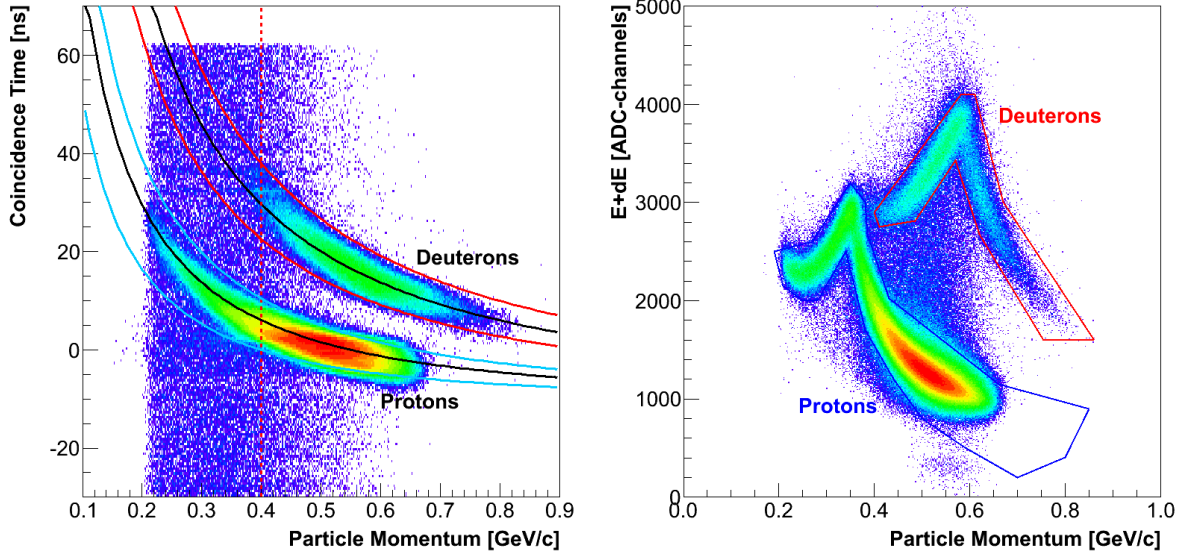 Coincidence Time [ns]
60
40
20
0
-20
0.1 0.2 0.3 0.4 0.5 0.6 0.7 0.8 0.9
Particle Momentum [GeV/c]
Deuterons
Protons
E+dE [ADC-channels]
5000
4000
3000
2000
1000
0
0.0 0.2 0.4 0.6 0.8 1.0
Particle Momentum [GeV/c]
Deuterons
Protons